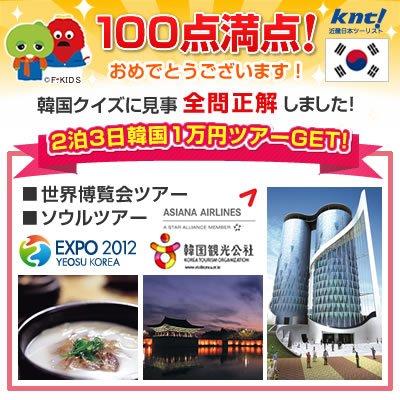 100点満点!
knt!
近畿日本ツーリスト
おめでとうございます!
©F*KIDS
韓国クイズに見事 全問正解 しました!
2泊3日韓国1万円ツアーGET!
■ 世界博覧会ツアー
■ ソウルツアー
ASIANA AIRLINES
A STAR ALLIANCE MEMBER
EXPO 2012
YEOSU KOREA
韓国観光公社
KOREA TOURISM ORGANIZATION
www.visitkorea.or.kr